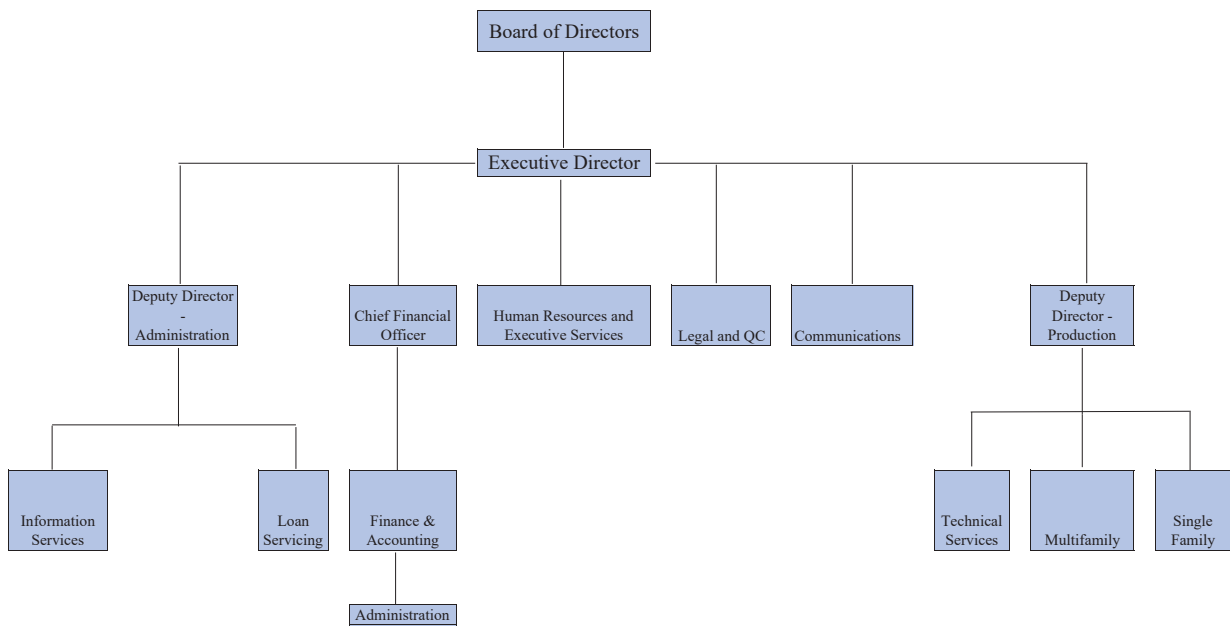 Board of Directors
Executive Director
Deputy Director
-
Administration
Chief Financial
Officer
Human Resources and
Executive Services
Legal and QC
Communications
Deputy
Director -
Production
Information
Services
Loan
Servicing
Finance &
Accounting
Technical
Services
Multifamily
Single
Family
Administration